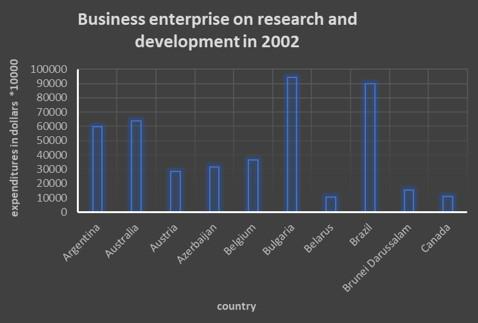 Business enterprise on research and
development in 2002
expenditures in dollars *10000
100000
90000
80000
70000
60000
50000
40000
30000
20000
10000
0
Argentina
Australia
Austria
Azerbaijan
Belgium
Bulgaria
Belarus
Brazil
Brunei Darussalam
Canada
country